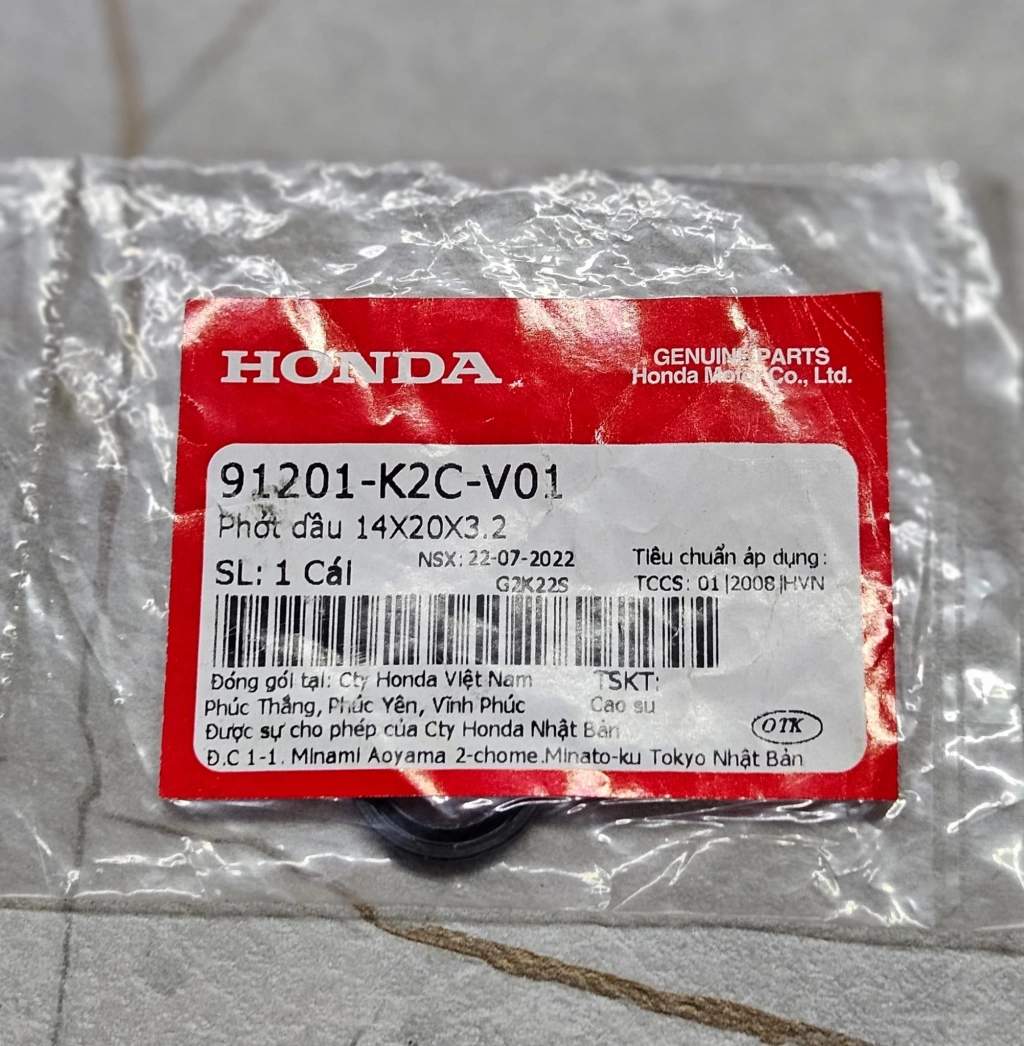 HONDA
GENUINE PARTS
Honda Motor Co., Ltd.
91201-K2C-V01
Phớt dầu 14X20X3.2
SL: 1 Cái
NSX: 22-07-2022
G2K22S
Tiêu chuẩn áp dụng:
TCCS: 01|2008|HVN
Đóng gói tại: Cty Honda Việt Nam
Phúc Thắng, Phúc Yên, Vĩnh Phúc
TSKT:
Cao su
Được sự cho phép của Cty Honda Nhật Bản
Đ.C 1-1. Minami Aoyama 2-chome.Minato-ku Tokyo Nhật Bản
OTK